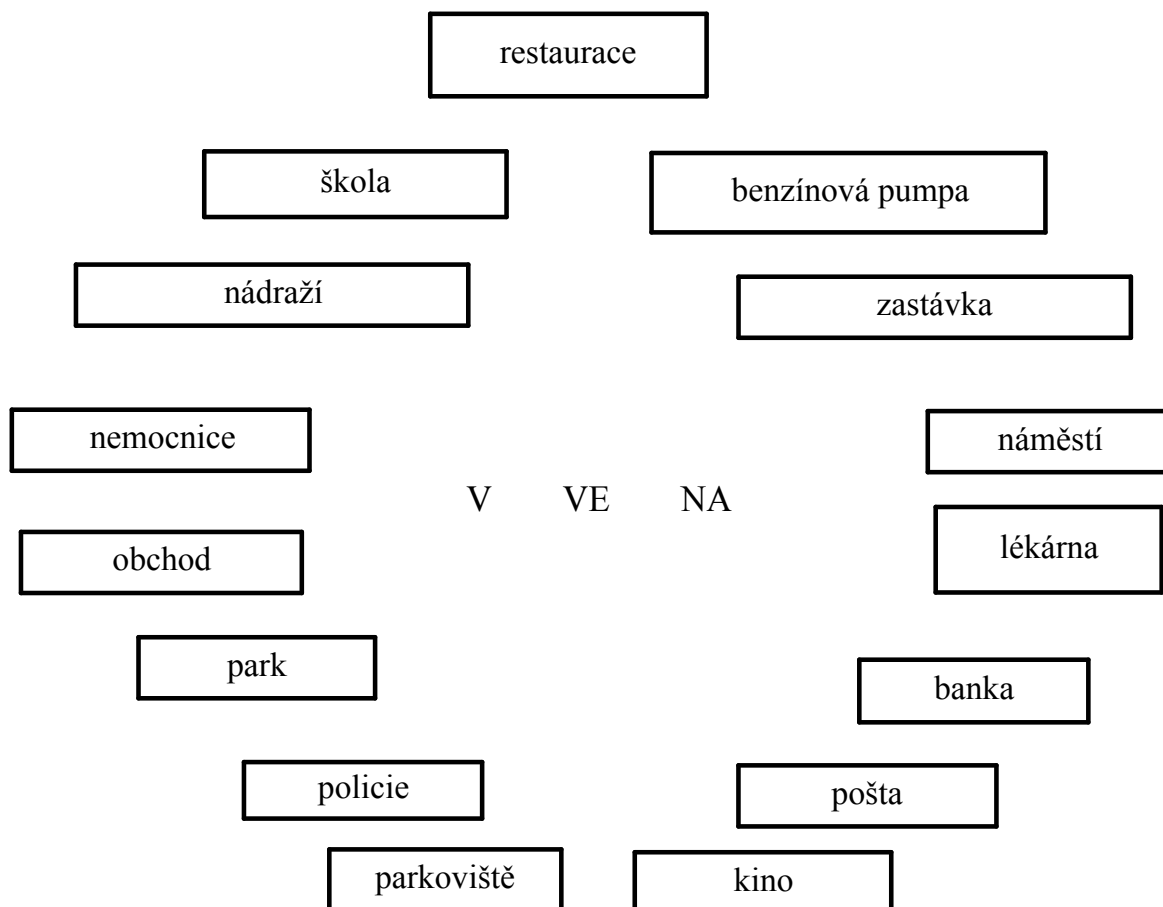 restaurace
škola
benzínová pumpa
nádraží
zastávka
nemocnice
náměstí
V VE NA
obchod
lékárna
park
banka
policie
pošta
parkoviště
kino